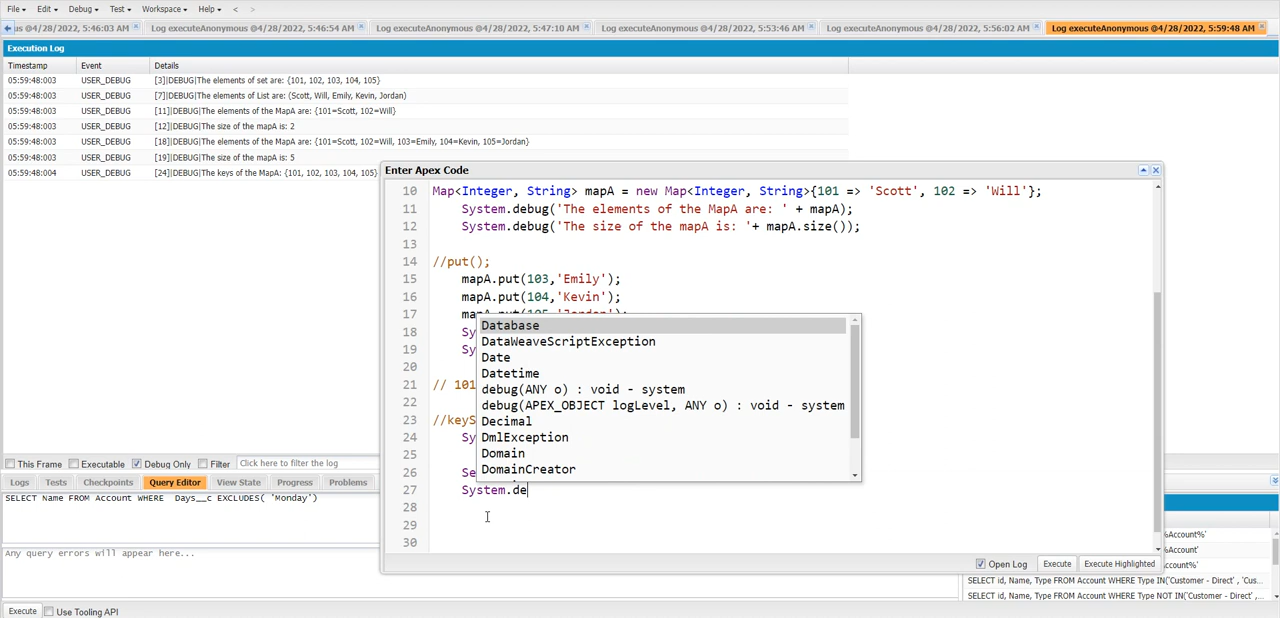 File Edit Debug Test Workspace Help < >
us @4/28/2022, 5:46:03 AM Log executeAnonymous @4/28/2022, 5:46:54 AM Log executeAnonymous @4/28/2022, 5:47:10 AM Log executeAnonymous @4/28/2022, 5:53:46 AM Log executeAnonymous @4/28/2022, 5:56:02 AM Log executeAnonymous @4/28/2022, 5:59:48 AM
Execution Log
Timestamp Event Details
05:59:48:003 USER_DEBUG [3]|DEBUG|The elements of set are: {101, 102, 103, 104, 105}
05:59:48:003 USER_DEBUG [7]|DEBUG|The elements of List are: (Scott, Will, Emily, Kevin, Jordan)
05:59:48:003 USER_DEBUG [11]|DEBUG|The elements of the MapA are: {101=Scott, 102=Will}
05:59:48:003 USER_DEBUG [12]|DEBUG|The size of the mapA is: 2
05:59:48:003 USER_DEBUG [18]|DEBUG|The elements of the MapA are: {101=Scott, 102=Will, 103=Emily, 104=Kevin, 105=Jordan}
05:59:48:003 USER_DEBUG [19]|DEBUG|The size of the mapA is: 5
05:59:48:004 USER_DEBUG [24]|DEBUG|The keys of the MapA: {101, 102, 103, 104, 105}
Enter Apex Code
10 Map<Integer, String> mapA = new Map<Integer, String>{101 => 'Scott', 102 => 'Will'};
11 System.debug('The elements of the MapA are: ' + mapA);
12 System.debug('The size of the mapA is: '+ mapA.size());
13
14 //put();
15 mapA.put(103,'Emily');
16 mapA.put(104,'Kevin');
17
18 Sy
19 Sy
20
21 // 101
22
23 //keyS
24 Sy
25
26 Se
27 System.de
28
29
30
Database
DataWeaveScriptException
Date
Datetime
debug(ANY o) : void - system
debug(APEX_OBJECT logLevel, ANY o) : void - system
Decimal
DmlException
Domain
DomainCreator
Open Log Execute Execute Highlighted
This Frame Executable Debug Only Filter Click here to filter the log
Logs Tests Checkpoints Query Editor View State Progress Problems
SELECT Name FROM Account WHERE Days__c EXCLUDES( 'Monday')
Any query errors will appear here...
%Account%'
Account'
count%'
SELECT id, Name, Type FROM Account WHERE Type IN('Customer - Direct' , 'Cus...
SELECT id, Name, Type FROM Account WHERE Type NOT IN('Customer - Direct' ,...
Execute Use Tooling API